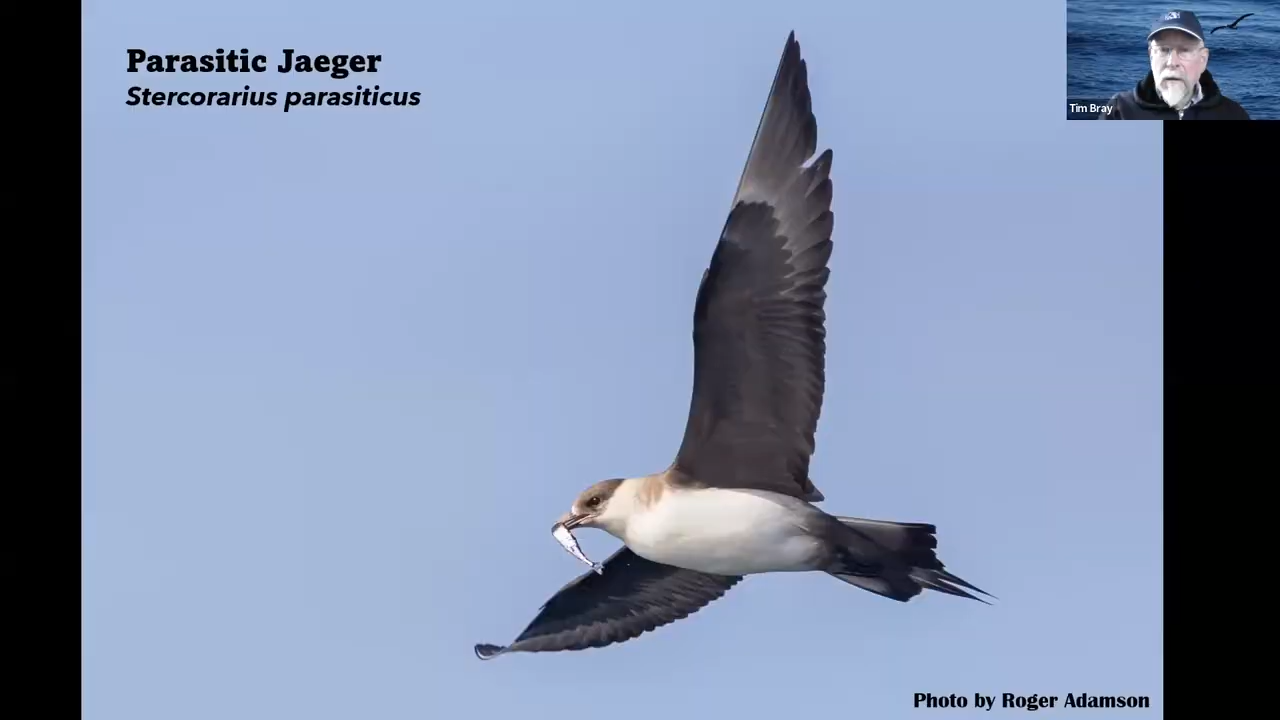 Parasitic Jaeger
Stercorarius parasiticus
Tim Bray
Photo by Roger Adamson